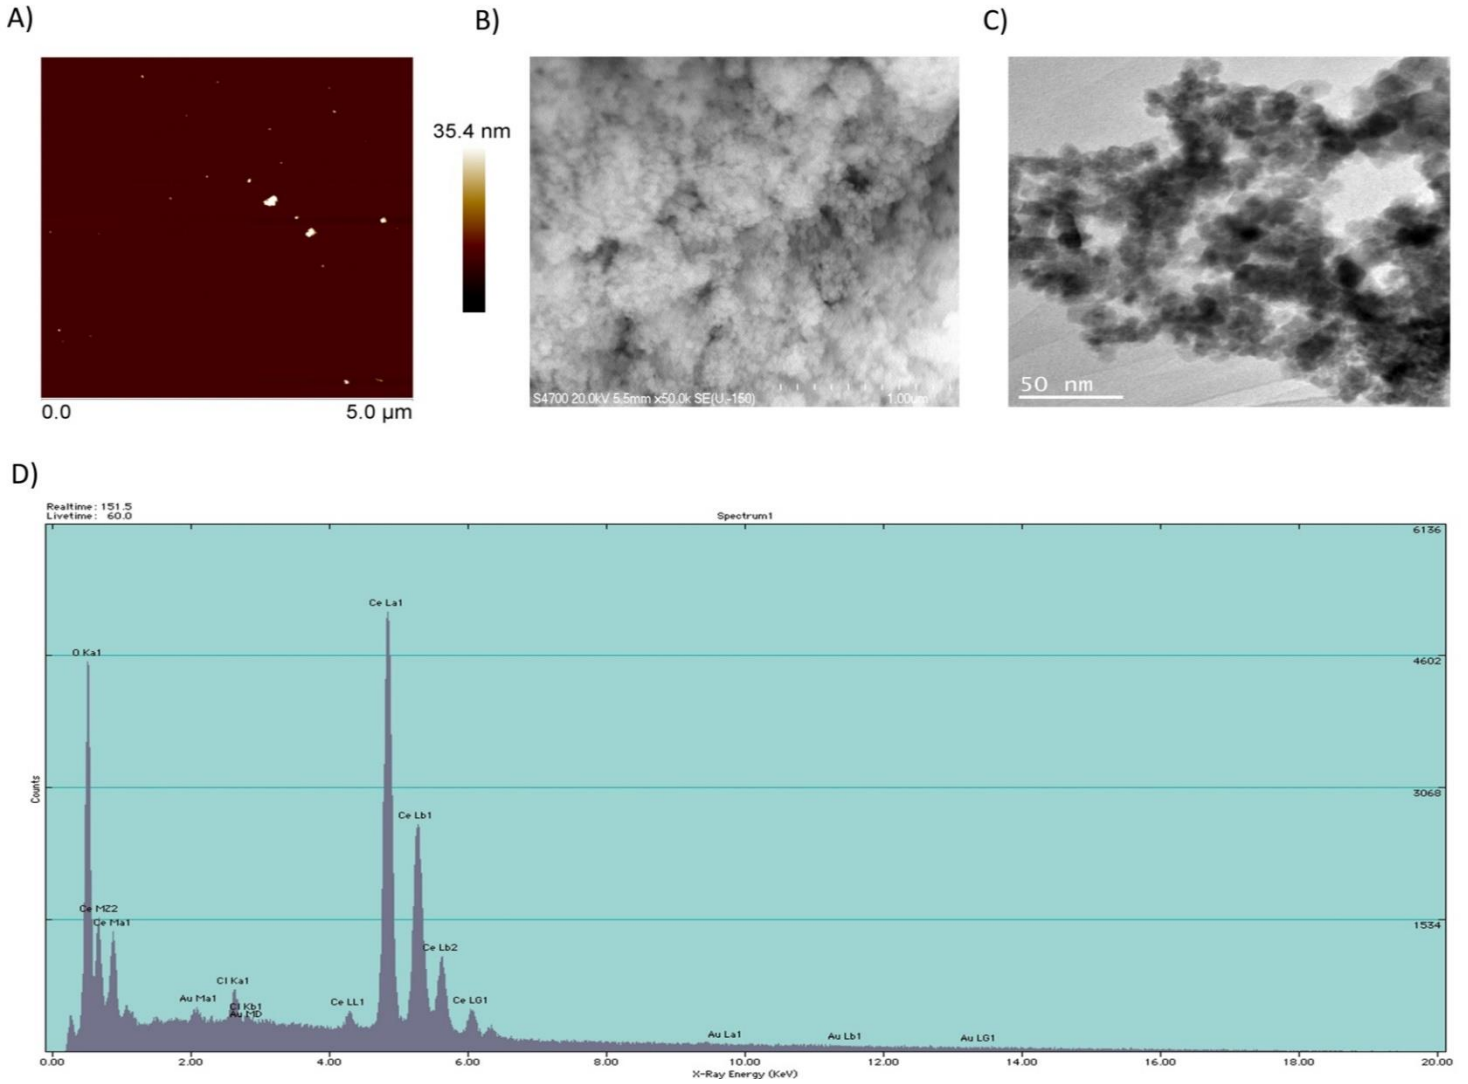 A)
B)
C)
35.4 nm
0.0 5.0 µm
S4700 20.0kV 5.5mm x50.0k SE(U,-150) 1.00um
50 nm
D)
Realtime: 151.5
Livetime: 60.0
Spectrum1
6136
Ce La1
O Ka1
4602
Counts
3068
Ce Lb1
Ce MZ2
Ce Ma1
1534
Ce Lb2
Cl Ka1
Au Ma1
Cl Kb1
Au MD
Ce LL1
Ce LG1
Au La1
Au Lb1
Au LG1
0.00 2.00 4.00 6.00 8.00 10.00 12.00 14.00 16.00 18.00 20.00
X-Ray Energy (KeV)